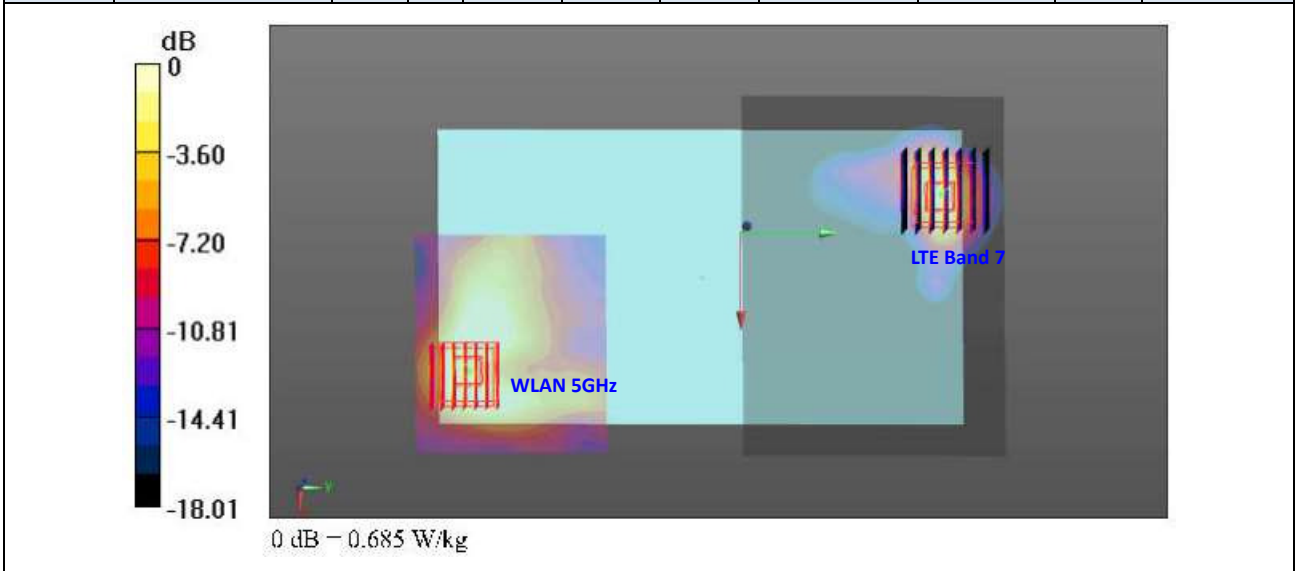 dB
0
-3.60
-7.20
-10.81
-14.41
-18.01
LTE Band 7
WLAN 5GHz
Y
0 dB = 0.685 W/kg